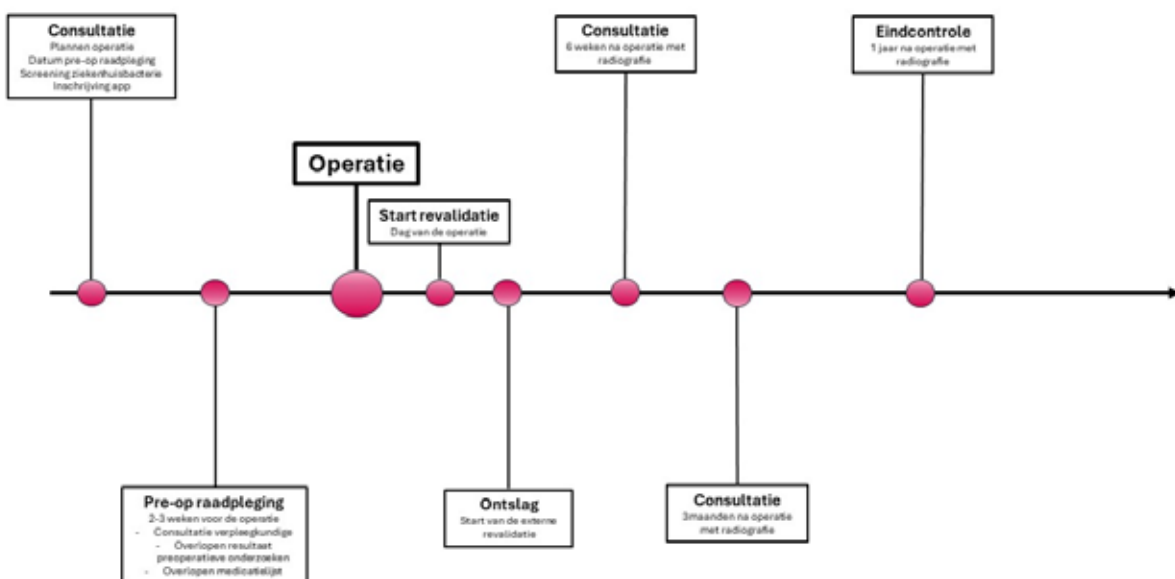 Consultatie
Plannen operatie
Datum pre-op raadpleging
Screening ziekenhuisbacterie
Inschrijving app
Consultatie
6 weken na operatie met
radiografie
Eindcontrole
1 jaar na operatie met
radiografie
Operatie
Start revalidatie
Dag van de operatie
Pre-op raadpleging
2-3 weken voor de operatie
- Consultatie verpleegkundige
- Overlopen resultaat
preoperatieve onderzoeken
- Overlopen medicatielijst
Ontslag
Start van de externe
revalidatie
Consultatie
3maanden na operatie
met radiografie